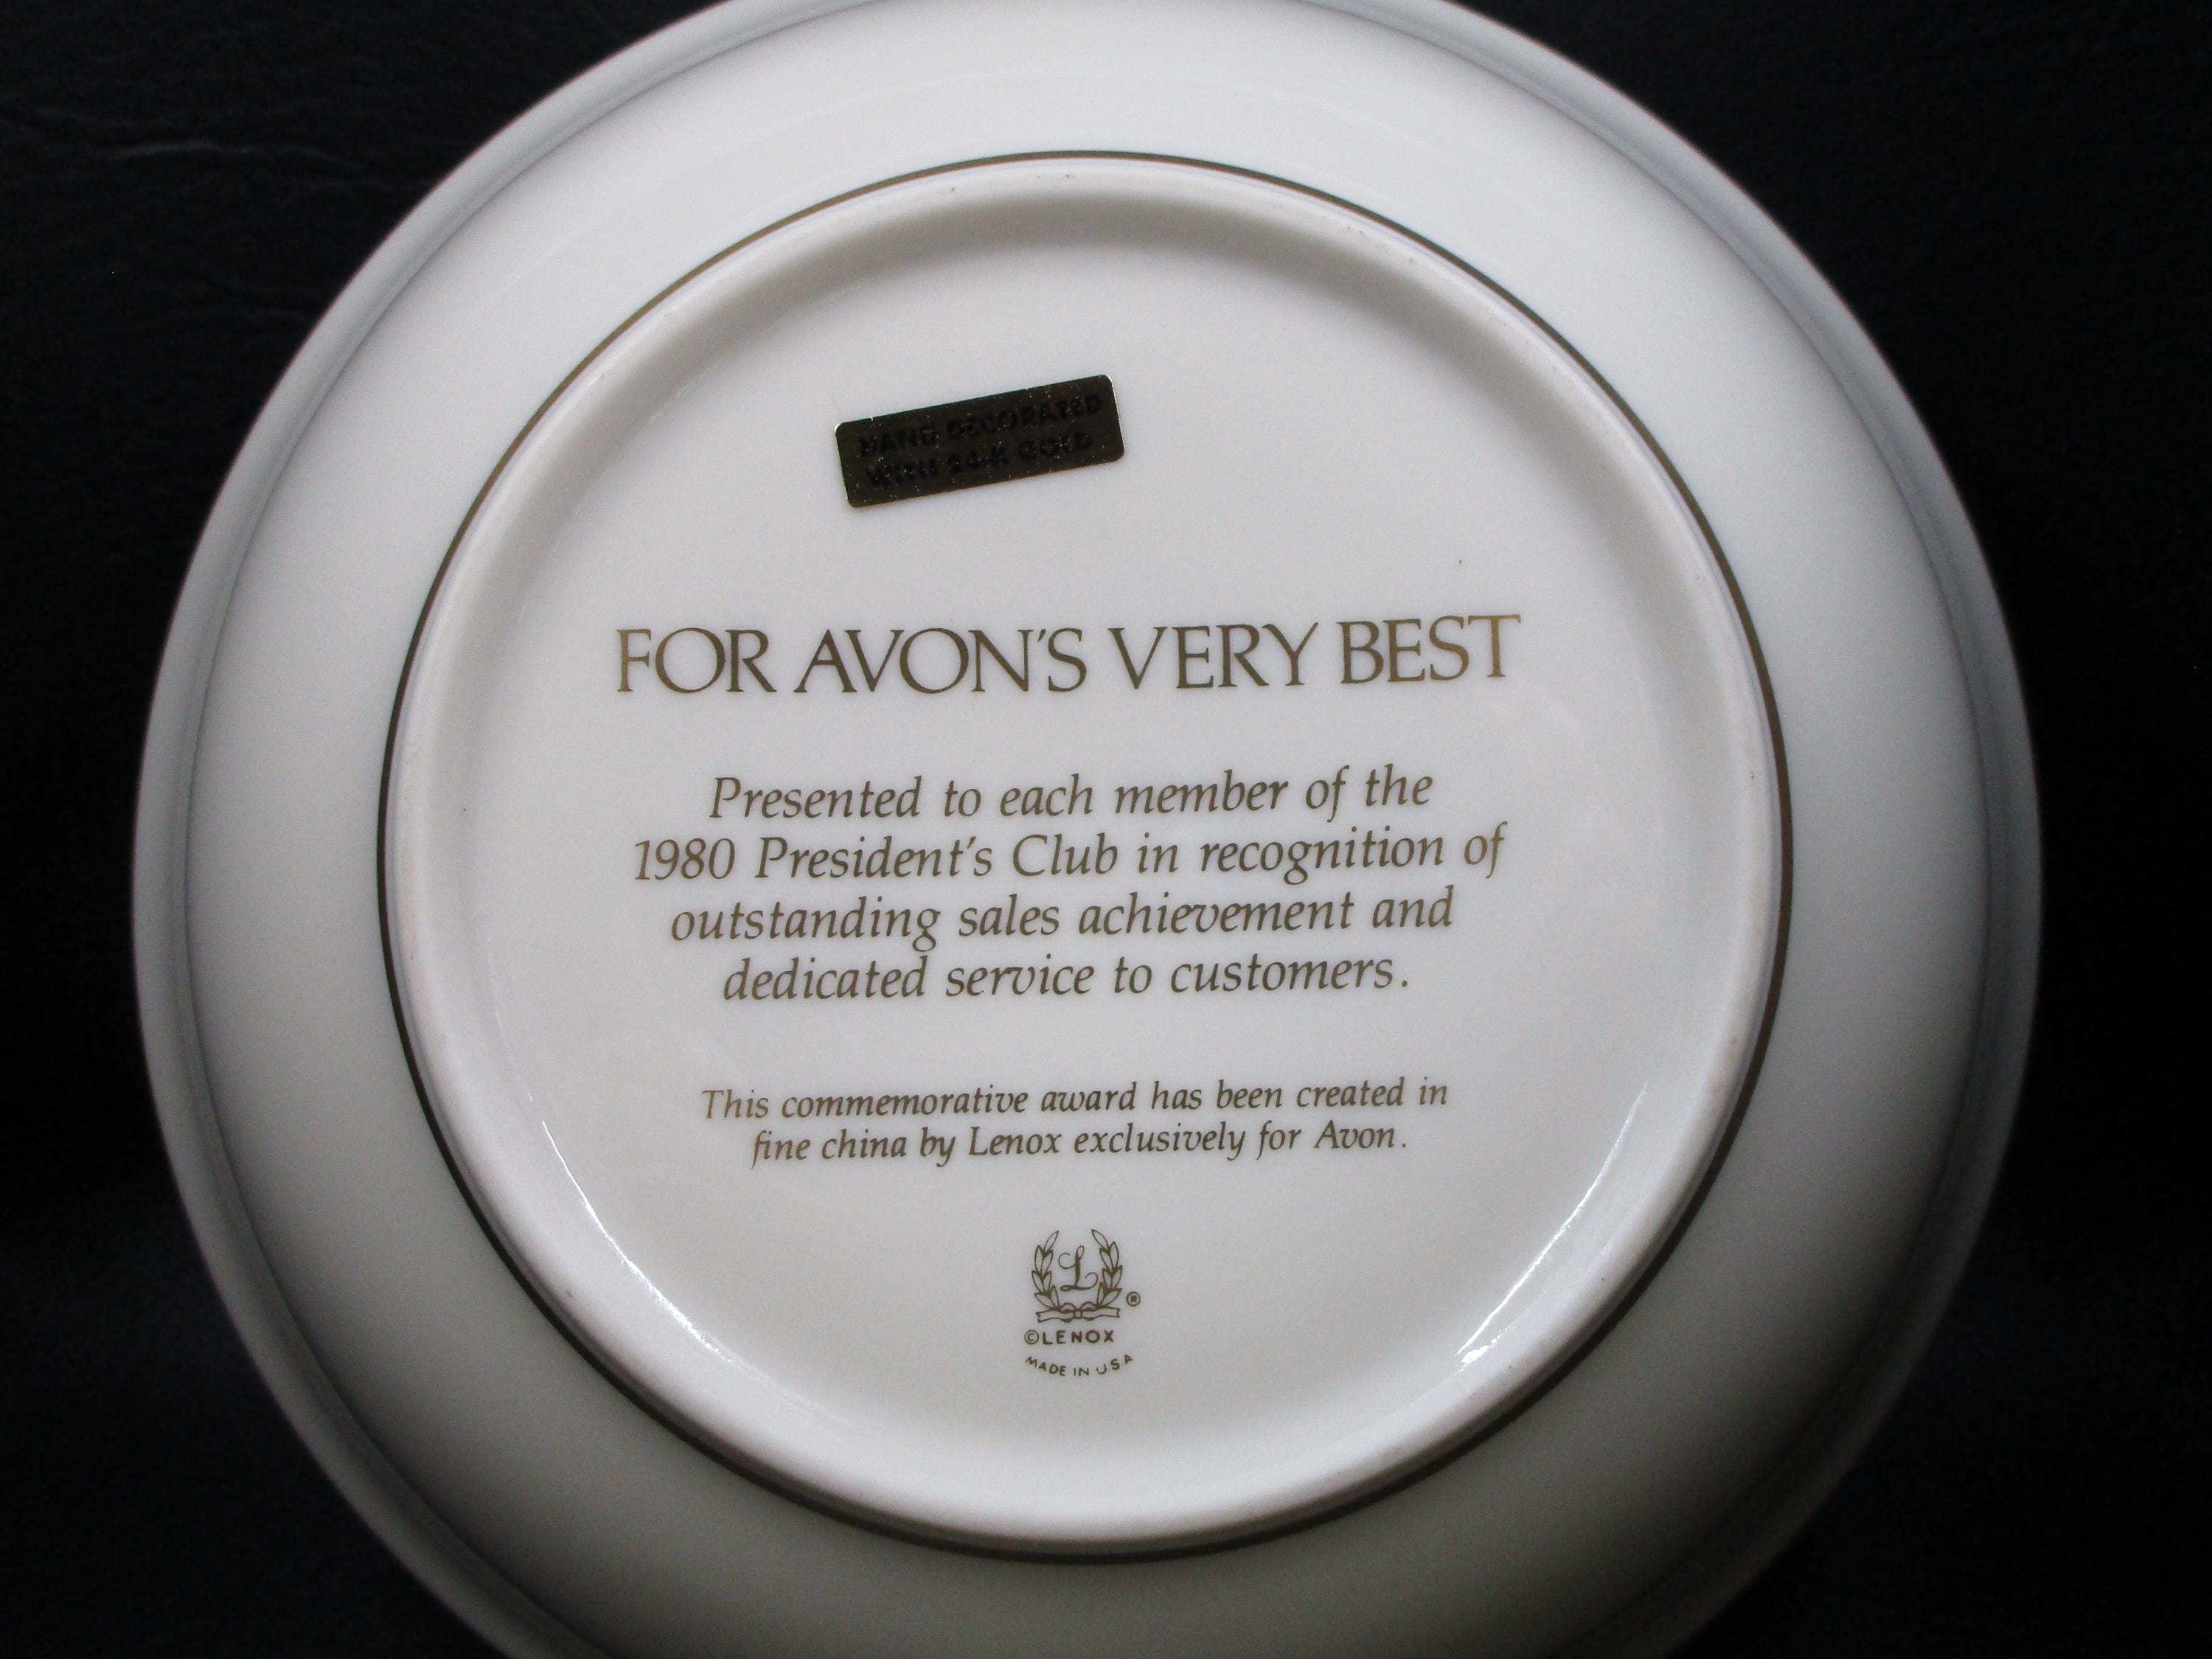 HAND DECORATED
WITH 24-K GOLD
FOR AVON'S VERY BEST
Presented to each member of the
1980 President's Club in recognition of
outstanding sales achievement and
dedicated service to customers.
This commemorative award has been created in
fine china by Lenox exclusively for Avon.
L
®
©LENOX
MADE IN U.S.A